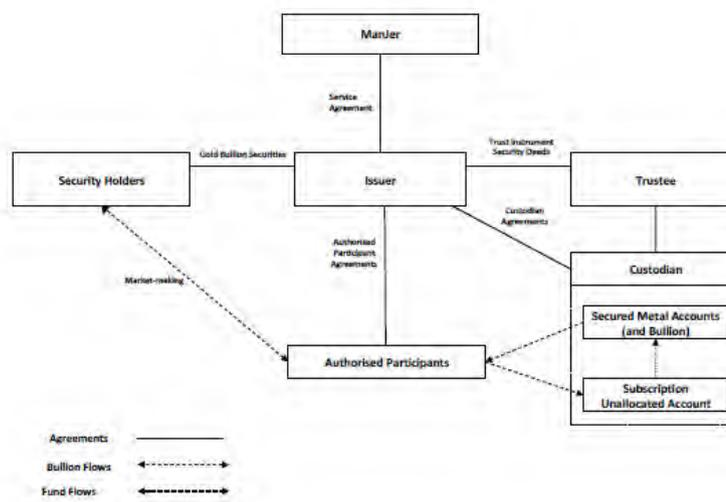 ManJer
Service
Agreement
Gold Bullion Securities
Trust Instrument
Security Deeds
Security Holders
Issuer
Trustee
Custodian
Agreements
Authorised
Participant
Agreements
Custodian
Market-making
Secured Metal Accounts
(and Bullion)
Authorised Participants
Subscription
Unallocated Account
Agreements
Bullion Flows
Fund Flows